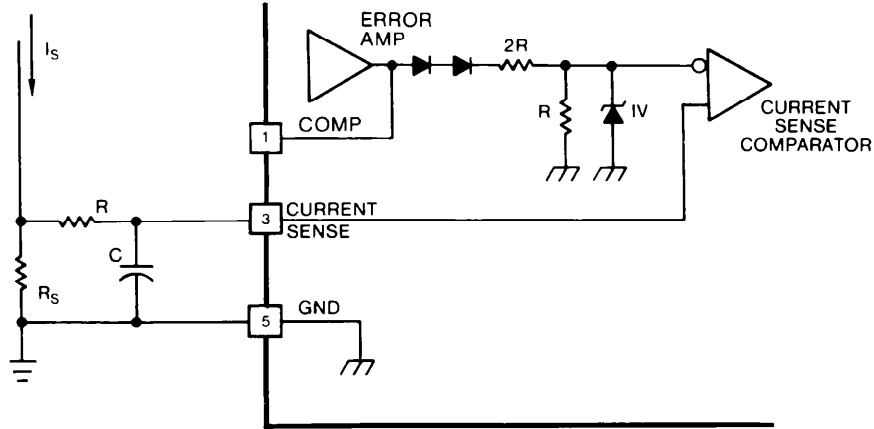 ERROR
AMP
I_S
2R
1
COMP
R
1V
CURRENT
SENSE
COMPARATOR
R
3
CURRENT
SENSE
C
R_S
5
GND